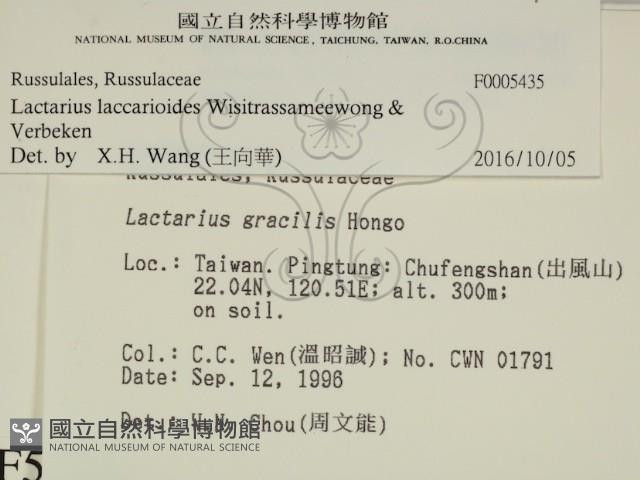 國立自然科學博物館
NATIONAL MUSEUM OF NATURAL SCIENCE, TAICHUNG, TAIWAN, R.O.CHINA
Russulales, Russulaceae F0005435
Lactarius laccarioides Wisitrassameewong &
Verbeken
Det. by X.H. Wang (王向華) 2016/10/05
Russulales, Russulaceae
Lactarius gracilis Hongo
Loc.: Taiwan. Pingtung: Chufengshan(出風山)
22.04N, 120.51E; alt. 300m;
on soil.
Col.: C.C. Wen(溫昭誠); No. CWN 01791
Date: Sep. 12, 1996
Det.: Chou(周文能)
國立自然科學博物館
NATIONAL MUSEUM OF NATURAL SCIENCE